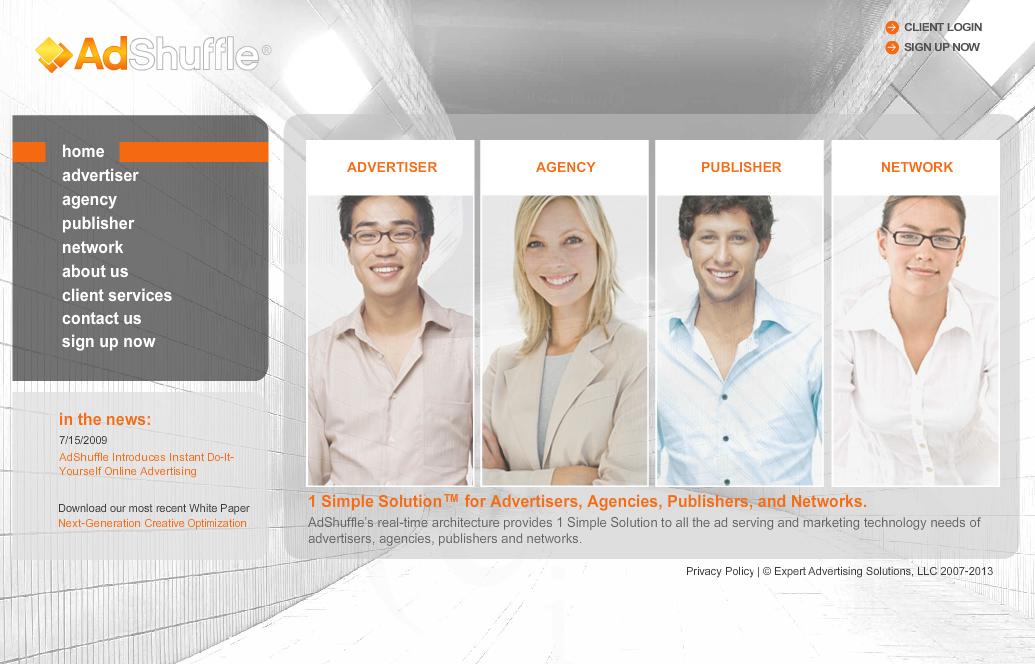 AdShuffle®
CLIENT LOGIN
SIGN UP NOW
home
advertiser
agency
publisher
network
about us
client services
contact us
sign up now
ADVERTISER
AGENCY
PUBLISHER
NETWORK
in the news:
7/15/2009
AdShuffle Introduces Instant Do-It-
Yourself Online Advertising
Download our most recent White Paper
Next-Generation Creative Optimization
1 Simple Solution™ for Advertisers, Agencies, Publishers, and Networks.
AdShuffle's real-time architecture provides 1 Simple Solution to all the ad serving and marketing technology needs of
advertisers, agencies, publishers and networks.
Privacy Policy | © Expert Advertising Solutions, LLC 2007-2013